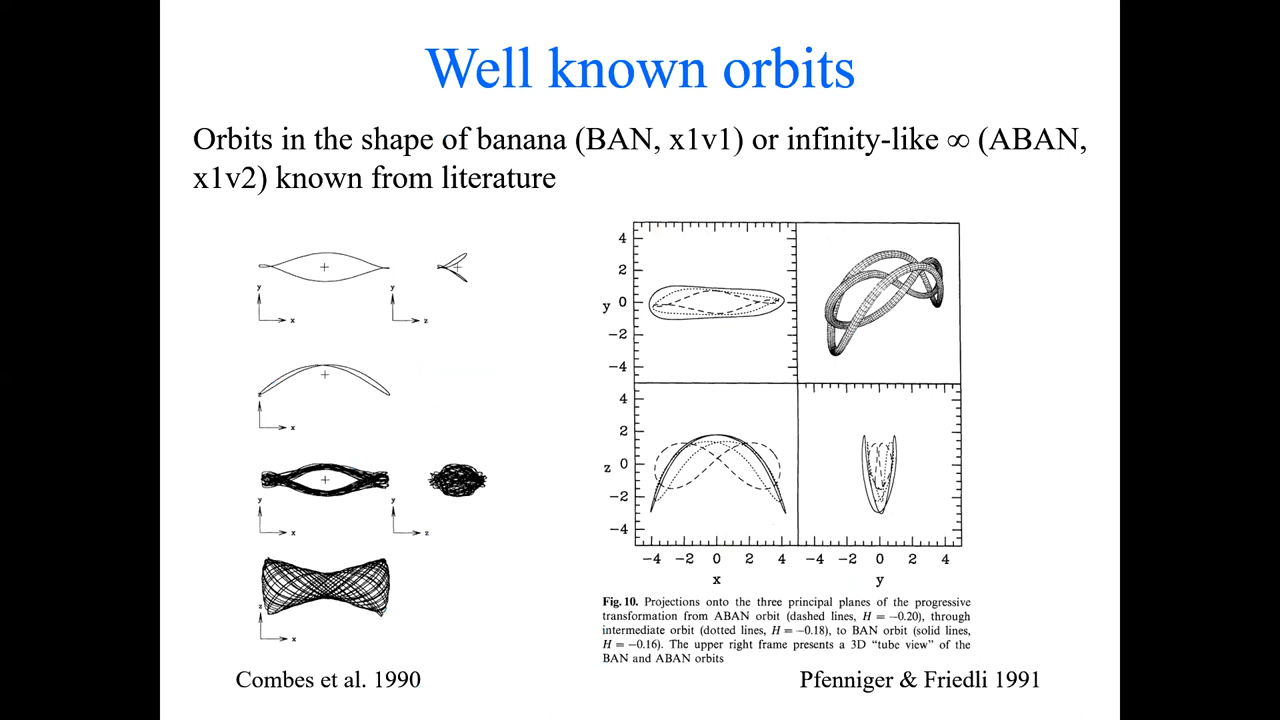 Well known orbits
Orbits in the shape of banana (BAN, x1v1) or infinity-like ∞ (ABAN,
x1v2) known from literature
y
x
y
z
z
x
y
x
y
z
z
x
4
2
y 0
−2
−4
4
2
z 0
−2
−4
−4 −2 0 2 4 −4 −2 0 2 4
x
y
Fig. 10. Projections onto the three principal planes of the progressive
transformation from ABAN orbit (dashed lines, H = −0.20), through
intermediate orbit (dotted lines, H = −0.18), to BAN orbit (solid lines,
H = −0.16). The upper right frame presents a 3D “tube view” of the
BAN and ABAN orbits
Combes et al. 1990
Pfenniger & Friedli 1991